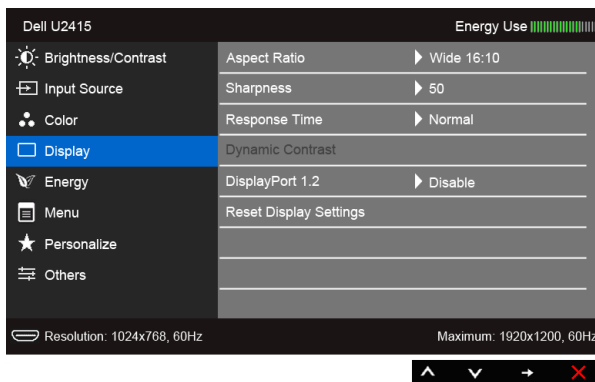 Dell U2415 Energy Use
Brightness/Contrast Aspect Ratio Wide 16:10
Input Source Sharpness 50
Color Response Time Normal
Display Dynamic Contrast
Energy DisplayPort 1.2 Disable
Menu Reset Display Settings
Personalize
Others
Resolution: 1024x768, 60Hz Maximum: 1920x1200, 60Hz